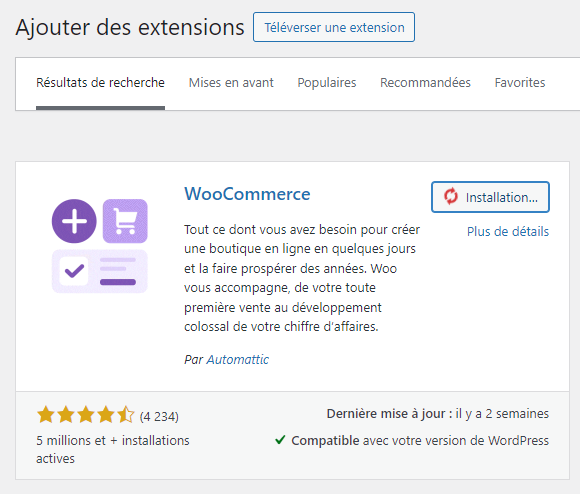 Ajouter des extensions
Téléverser une extension
Résultats de recherche
Mises en avant
Populaires
Recommandées
Favorites
WooCommerce
Installation...
Plus de détails
Tout ce dont vous avez besoin pour créer
une boutique en ligne en quelques jours
et la faire prospérer des années. Woo
vous accompagne, de votre toute
première vente au développement
colossal de votre chiffre d’affaires.
Par Automattic
(4 234)
5 millions et + installations
actives
Dernière mise à jour : il y a 2 semaines
Compatible avec votre version de WordPress